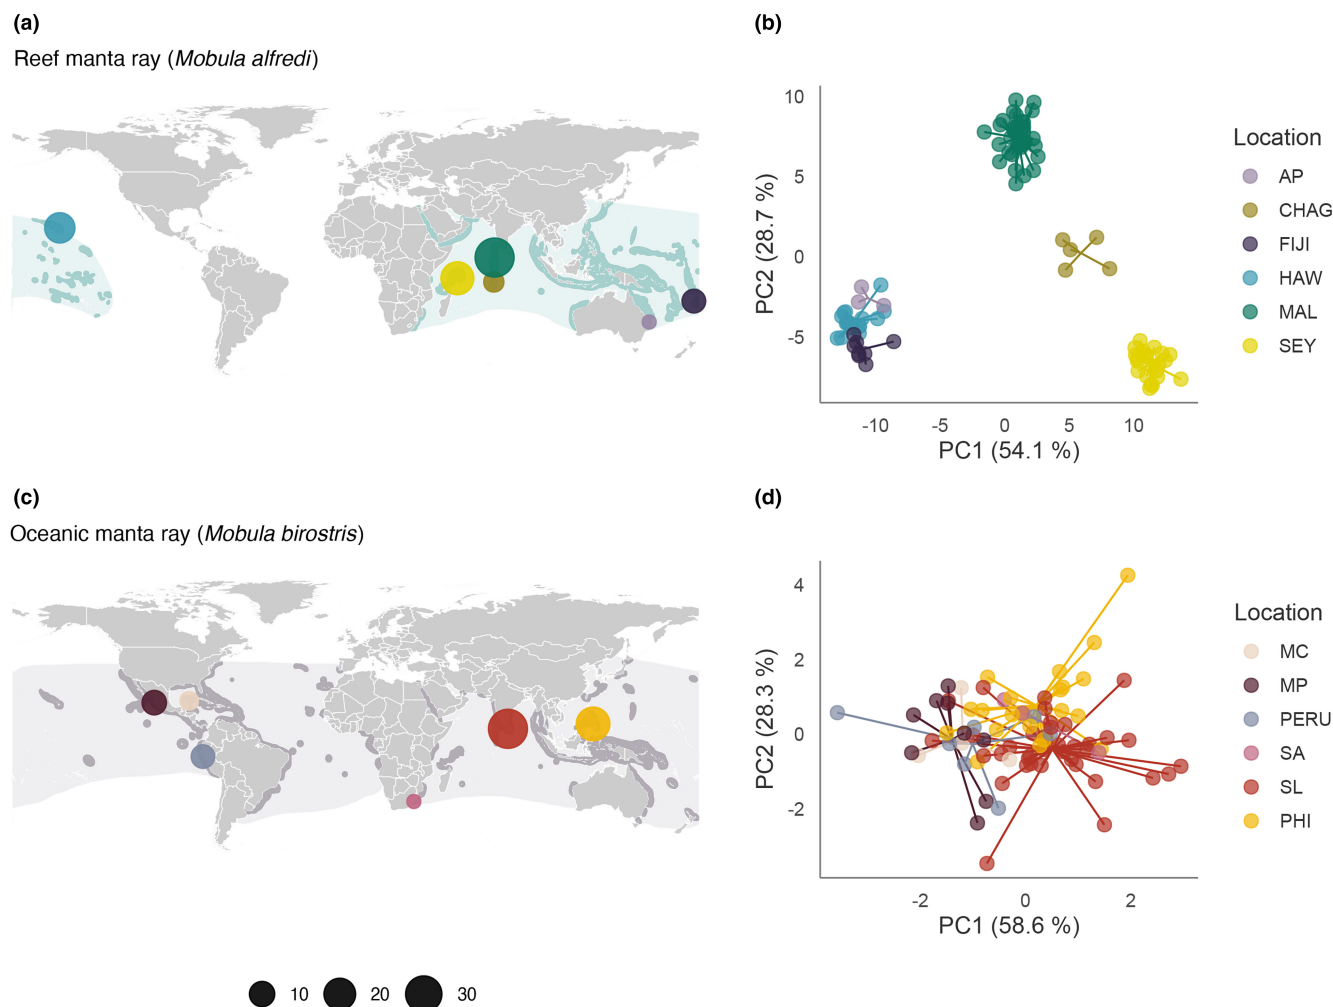 (a)
Reef manta ray (Mobula alfredi)
(b)
10
5
0
-5
PC2 (28.7 %)
-10 -5 0 5 10
PC1 (54.1 %)
Location
AP
CHAG
FIJI
HAW
MAL
SEY
(c)
Oceanic manta ray (Mobula birostris)
(d)
4
2
0
-2
PC2 (28.3 %)
-2 0 2
PC1 (58.6 %)
Location
MC
MP
PERU
SA
SL
PHI
10 20 30